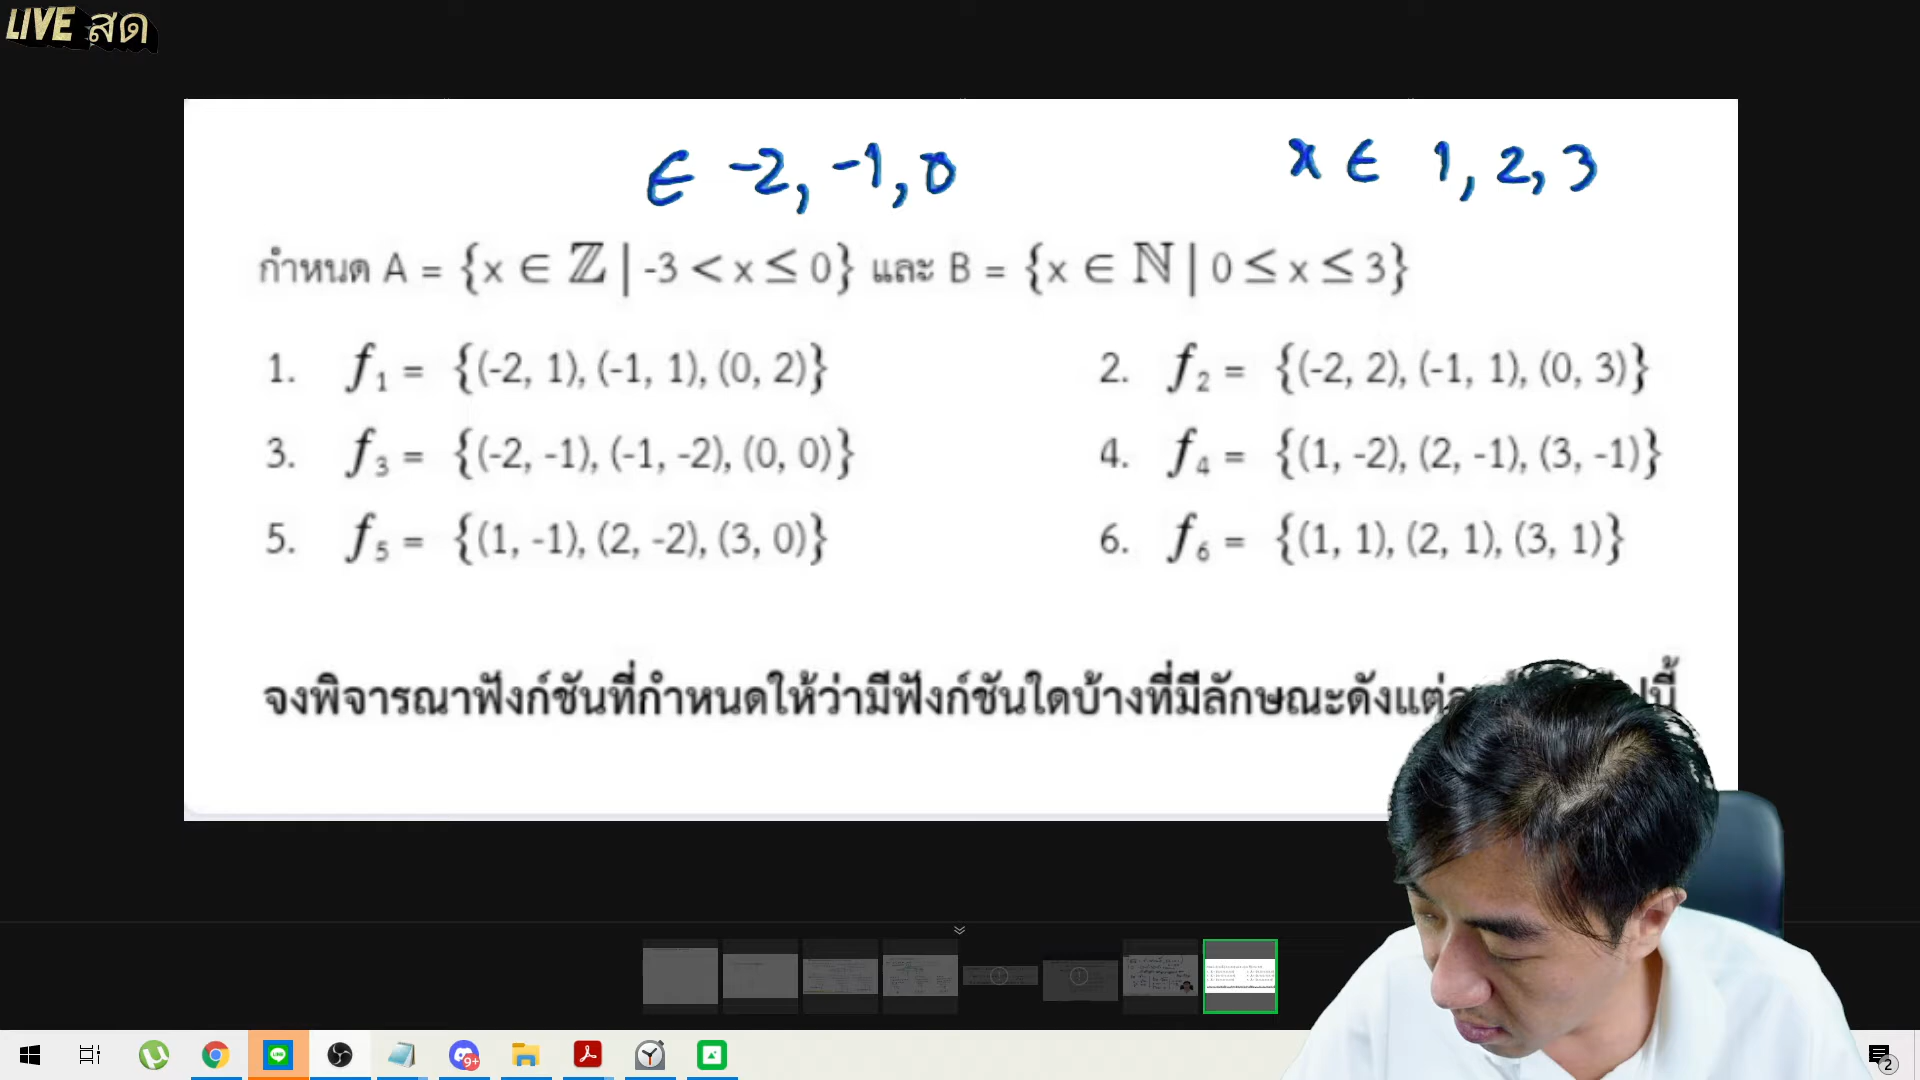 LIVE สด
∈ -2, -1, 0
x ∈ 1, 2, 3
กำหนด A = {x ∈ ℤ | -3 < x ≤ 0} และ B = {x ∈ ℕ | 0 ≤ x ≤ 3}
1. f₁ = {(-2, 1), (-1, 1), (0, 2)}
2. f₂ = {(-2, 2), (-1, 1), (0, 3)}
3. f₃ = {(-2, -1), (-1, -2), (0, 0)}
4. f₄ = {(1, -2), (2, -1), (3, -1)}
5. f₅ = {(1, -1), (2, -2), (3, 0)}
6. f₆ = {(1, 1), (2, 1), (3, 1)}
จงพิจารณาฟังก์ชันที่กำหนดให้ว่ามีฟังก์ชันใดบ้างที่มีลักษณะดังแต่
9+
2